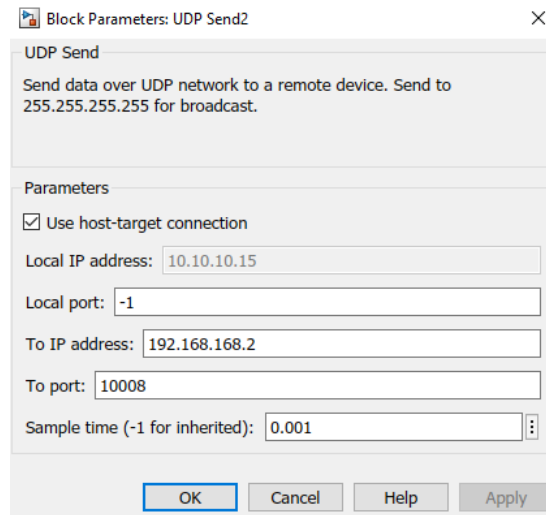 Block Parameters: UDP Send2
UDP Send
Send data over UDP network to a remote device. Send to
255.255.255.255 for broadcast.
Parameters
Use host-target connection
Local IP address: 10.10.10.15
Local port: -1
To IP address: 192.168.168.2
To port: 10008
Sample time (-1 for inherited): 0.001
OK Cancel Help Apply